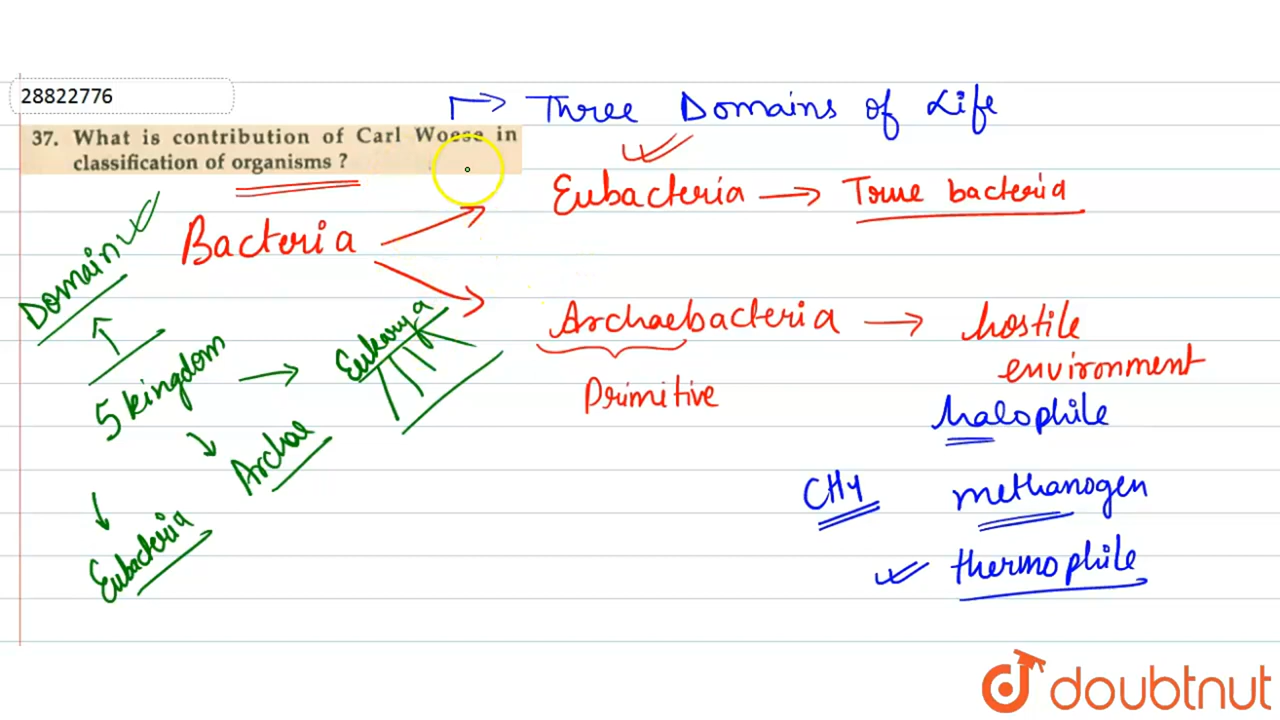 28822776
Three Domains of Life
37. What is contribution of Carl Woese in
classification of organisms ?
Eubacteria → True bacteria
Bacteria
Domain
Archaebacteria → hostile
environment
Primitive
halophile
5 kingdom → Eukarya
Archae
Eubacteria
CH4 methanogen
thermophile
doubtnut